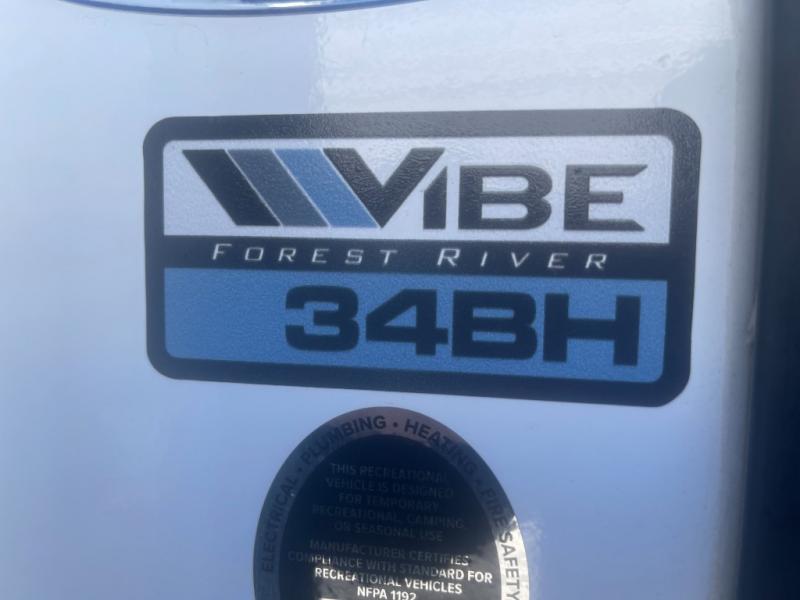 VIBE
FOREST RIVER
34BH
ELECTRICAL • PLUMBING • HEATING • FIRE SAFETY
THIS RECREATIONAL
VEHICLE IS DESIGNED
FOR TEMPORARY
RECREATIONAL, CAMPING,
OR SEASONAL USE
MANUFACTURER CERTIFIES
COMPLIANCE WITH STANDARD FOR
RECREATIONAL VEHICLES
NFPA 1192